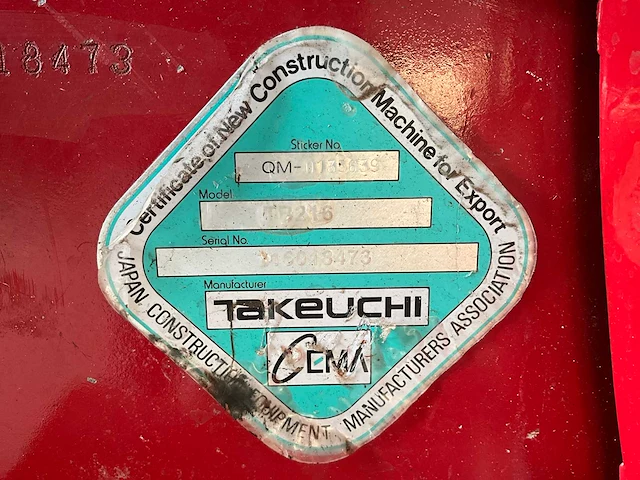 18473
Certificate of New Construction Machine for Export
Sticker No.
QM-
Model
Serial No.
Manufacturer
TAKEUCHI
CEMA
JAPAN CONSTRUCTION EQUIPMENT MANUFACTURERS ASSOCIATION